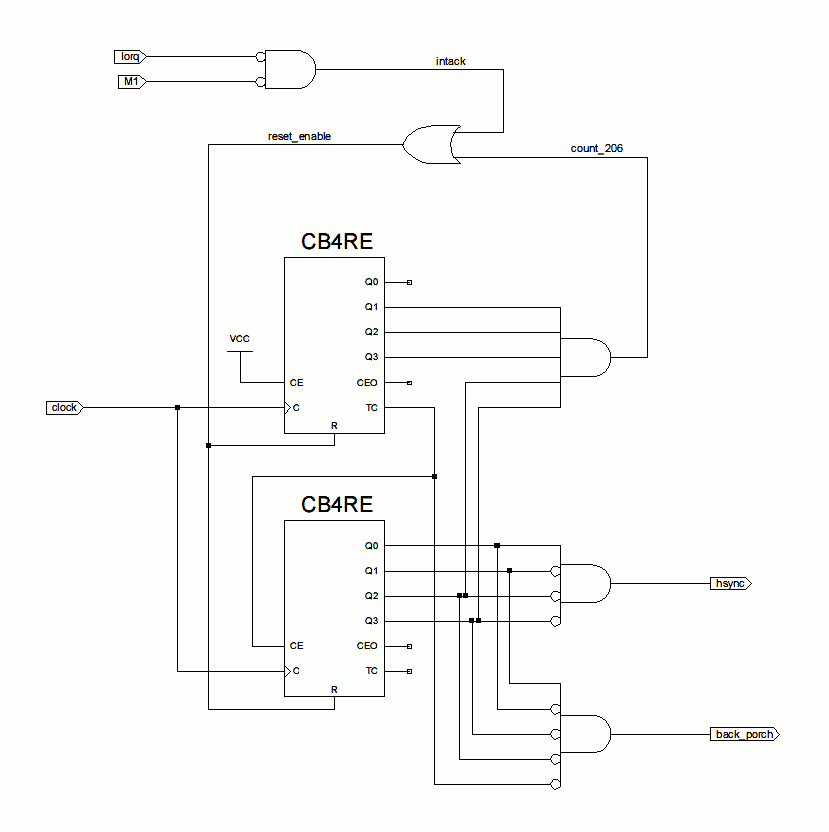 Iorq
M1
intack
reset_enable
count_206
CB4RE
Q0
Q1
VCC
Q2
Q3
CE
CEO
clock
C
TC
R
CB4RE
Q0
Q1
hsync
Q2
Q3
CE
CEO
C
TC
R
back_porch